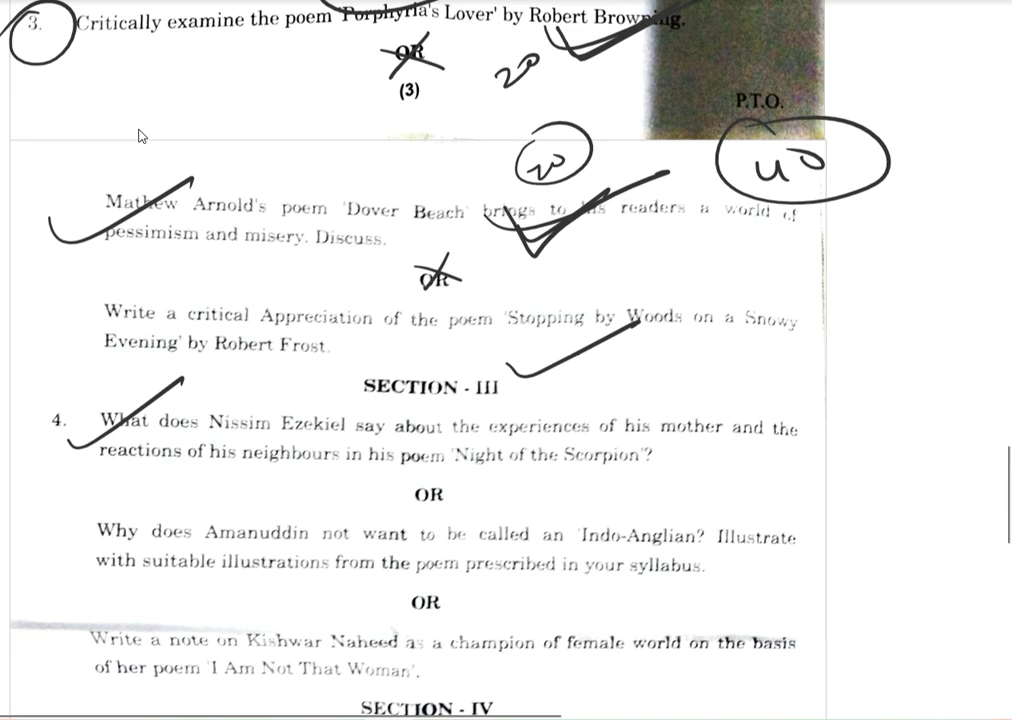 3. Critically examine the poem 'Porphyria's Lover' by Robert Browning.
OR
20
(3)
P.T.O.
20
40
Mathew Arnold's poem 'Dover Beach' brings to his readers a world of
pessimism and misery. Discuss.
OR
Write a critical Appreciation of the poem 'Stopping by Woods on a Snowy
Evening' by Robert Frost.
SECTION - III
4. What does Nissim Ezekiel say about the experiences of his mother and the
reactions of his neighbours in his poem 'Night of the Scorpion'?
OR
Why does Amanuddin not want to be called an 'Indo-Anglian? Illustrate
with suitable illustrations from the poem prescribed in your syllabus.
OR
Write a note on Kishwar Naheed as a champion of female world on the basis
of her poem 'I Am Not That Woman'.
SECTION - IV